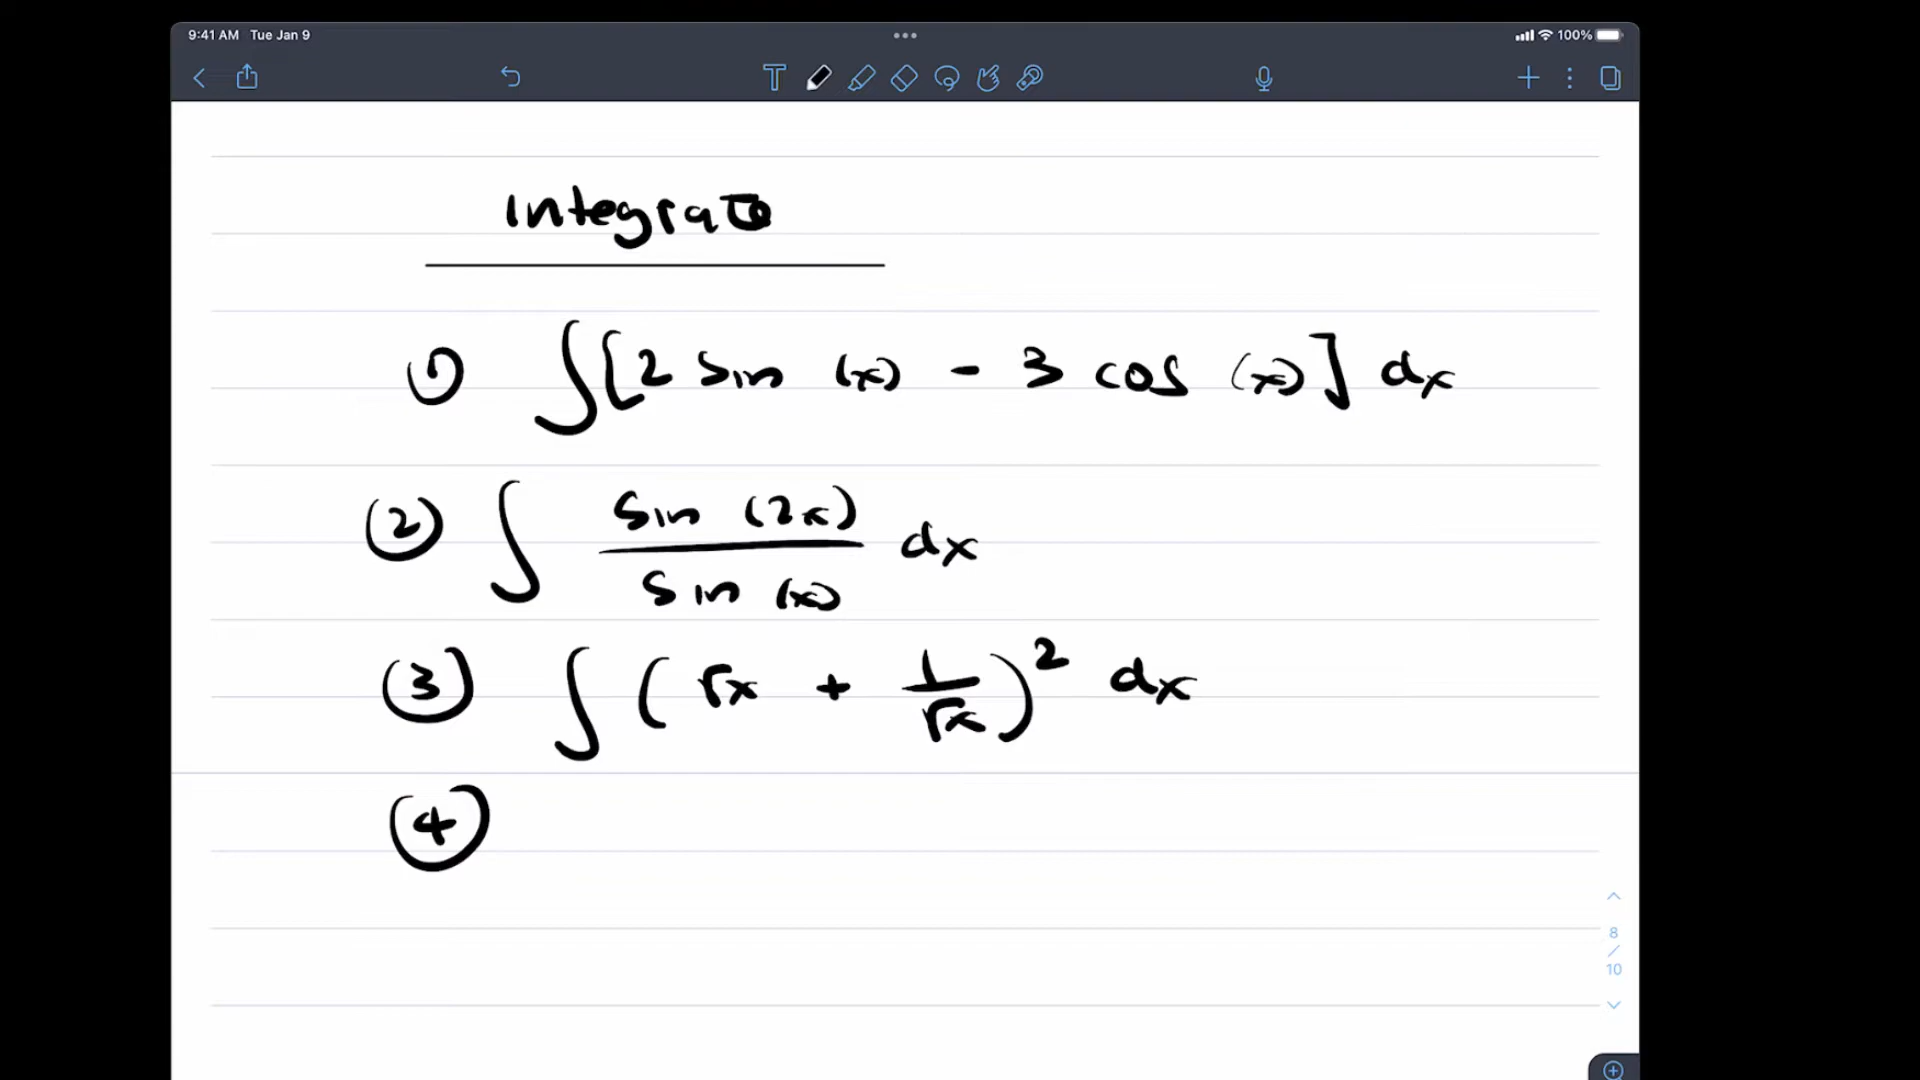 9:41 AM Tue Jan 9 100%
T
Integrate
① ∫[2 sin (x) - 3 cos (x)] dx
② ∫ sin (2x) / sin (x) dx
③ ∫ (√x + 1/√x)² dx
④
8
/
10